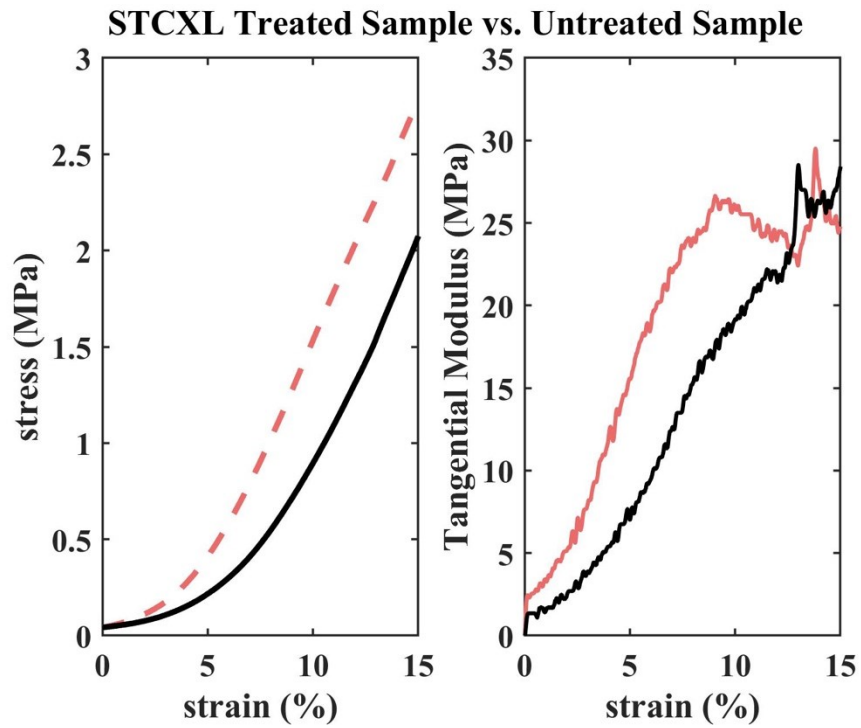 STCXL Treated Sample vs. Untreated Sample
stress (MPa)
3
2.5
2
1.5
1
0.5
0
0 5 10 15
strain (%)
Tangential Modulus (MPa)
35
30
25
20
15
10
5
0
0 5 10 15
strain (%)